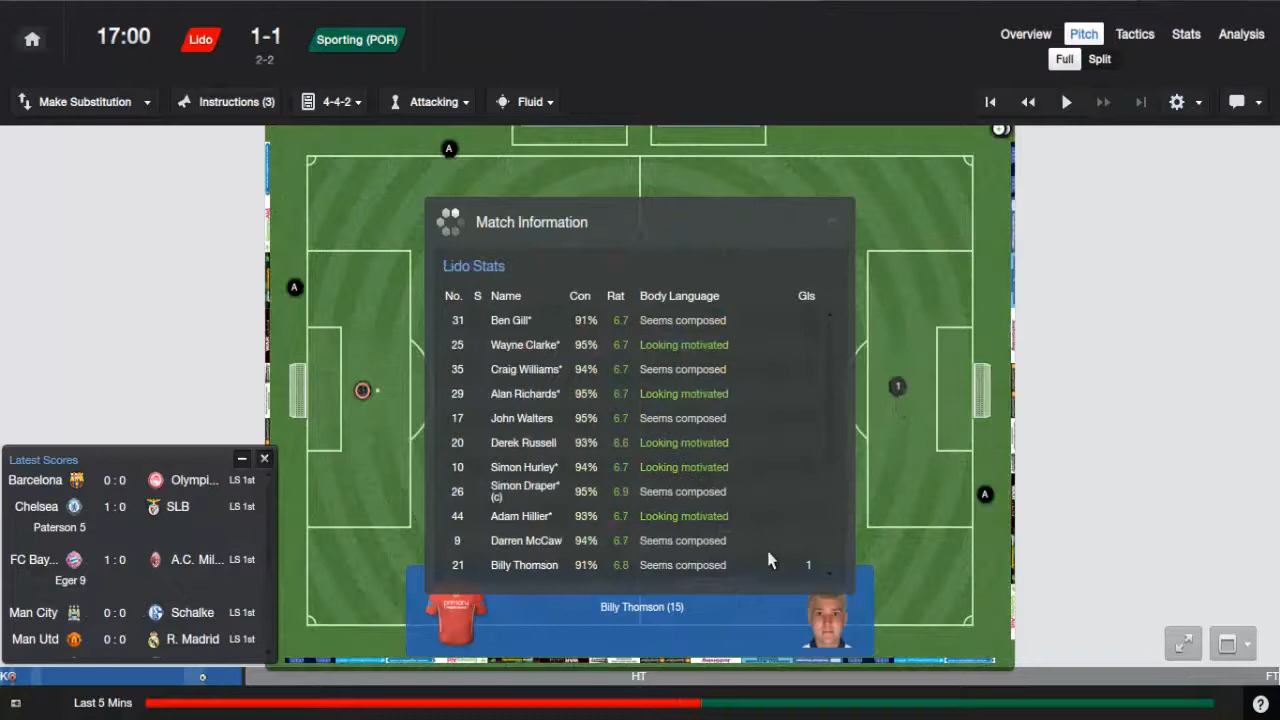 17:00 Lido 1-1 Sporting (POR)
2-2
Overview Pitch Tactics Stats Analysis
Full Split
Make Substitution Instructions (3) 4-4-2 Attacking Fluid
A
A
A
1
Match Information
Lido Stats
No. S Name Con Rat Body Language Gls
31 Ben Gill* 91% 6.7 Seems composed
25 Wayne Clarke* 95% 6.7 Looking motivated
35 Craig Williams* 94% 6.7 Seems composed
29 Alan Richards* 95% 6.7 Looking motivated
17 John Walters 95% 6.7 Seems composed
20 Derek Russell 93% 6.6 Looking motivated
10 Simon Hurley* 94% 6.7 Looking motivated
26 Simon Draper* (c) 95% 6.9 Seems composed
44 Adam Hillier* 93% 6.7 Looking motivated
9 Darren McCaw 94% 6.7 Seems composed
21 Billy Thomson 91% 6.8 Seems composed 1
primary
Billy Thomson (15)
Latest Scores
Barcelona 0 : 0 Olympi... LS 1st
Chelsea 1 : 0 SLB LS 1st
Paterson 5
FC Bay... 1 : 0 A.C. Mil... LS 1st
Eger 9
Man City 0 : 0 Schalke LS 1st
Man Utd 0 : 0 R. Madrid LS 1st
HT FT
Last 5 Mins ?